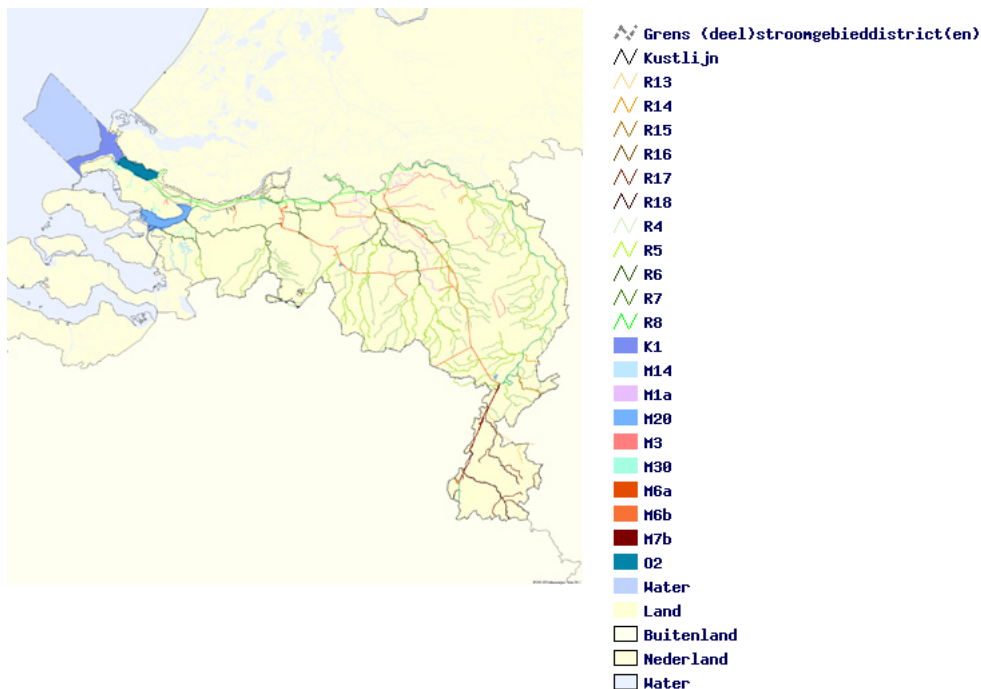 Grens (deel)stroomgebieddistrict(en)
Kustlijn
R13
R14
R15
R16
R17
R18
R4
R5
R6
R7
R8
K1
M14
M1a
M20
M3
M30
M6a
M6b
M7b
O2
Water
Land
Buitenland
Nederland
Water